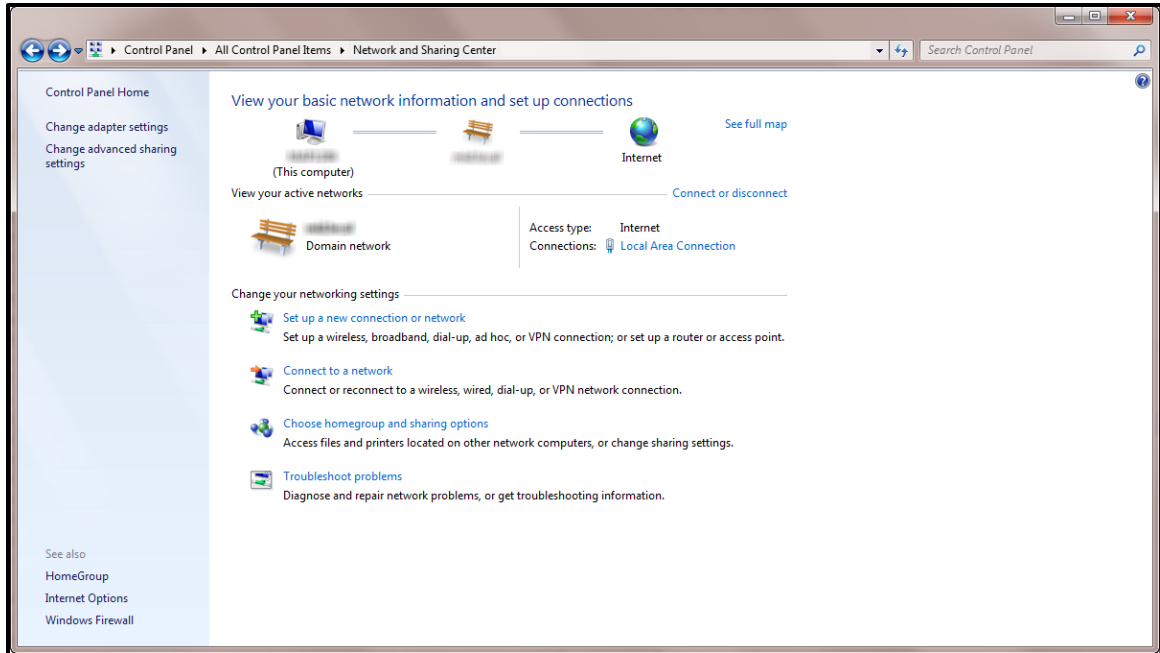 Control Panel ▸ All Control Panel Items ▸ Network and Sharing Center
Search Control Panel
Control Panel Home
Change adapter settings
Change advanced sharing
settings
View your basic network information and set up connections
See full map
(This computer)
Internet
View your active networks
Connect or disconnect
Domain network
Access type: Internet
Connections: Local Area Connection
Change your networking settings
Set up a new connection or network
Set up a wireless, broadband, dial-up, ad hoc, or VPN connection; or set up a router or access point.
Connect to a network
Connect or reconnect to a wireless, wired, dial-up, or VPN network connection.
Choose homegroup and sharing options
Access files and printers located on other network computers, or change sharing settings.
Troubleshoot problems
Diagnose and repair network problems, or get troubleshooting information.
See also
HomeGroup
Internet Options
Windows Firewall